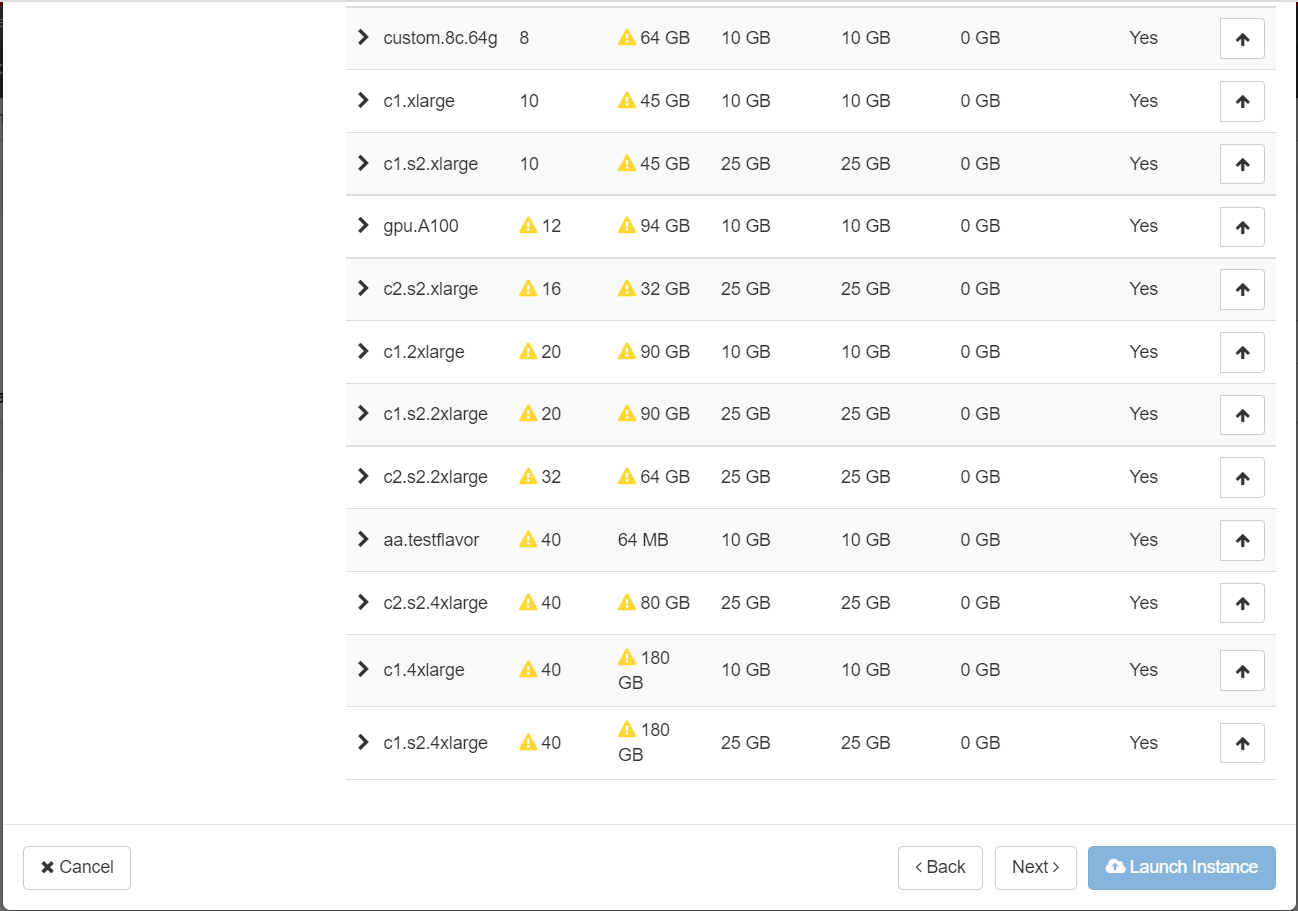 custom.8c.64g 8 64 GB 10 GB 10 GB 0 GB Yes
c1.xlarge 10 45 GB 10 GB 10 GB 0 GB Yes
c1.s2.xlarge 10 45 GB 25 GB 25 GB 0 GB Yes
gpu.A100 12 94 GB 10 GB 10 GB 0 GB Yes
c2.s2.xlarge 16 32 GB 25 GB 25 GB 0 GB Yes
c1.2xlarge 20 90 GB 10 GB 10 GB 0 GB Yes
c1.s2.2xlarge 20 90 GB 25 GB 25 GB 0 GB Yes
c2.s2.2xlarge 32 64 GB 25 GB 25 GB 0 GB Yes
aa.testflavor 40 64 MB 10 GB 10 GB 0 GB Yes
c2.s2.4xlarge 40 80 GB 25 GB 25 GB 0 GB Yes
c1.4xlarge 40 180 GB 10 GB 10 GB 0 GB Yes
c1.s2.4xlarge 40 180 GB 25 GB 25 GB 0 GB Yes
Cancel < Back Next > Launch Instance